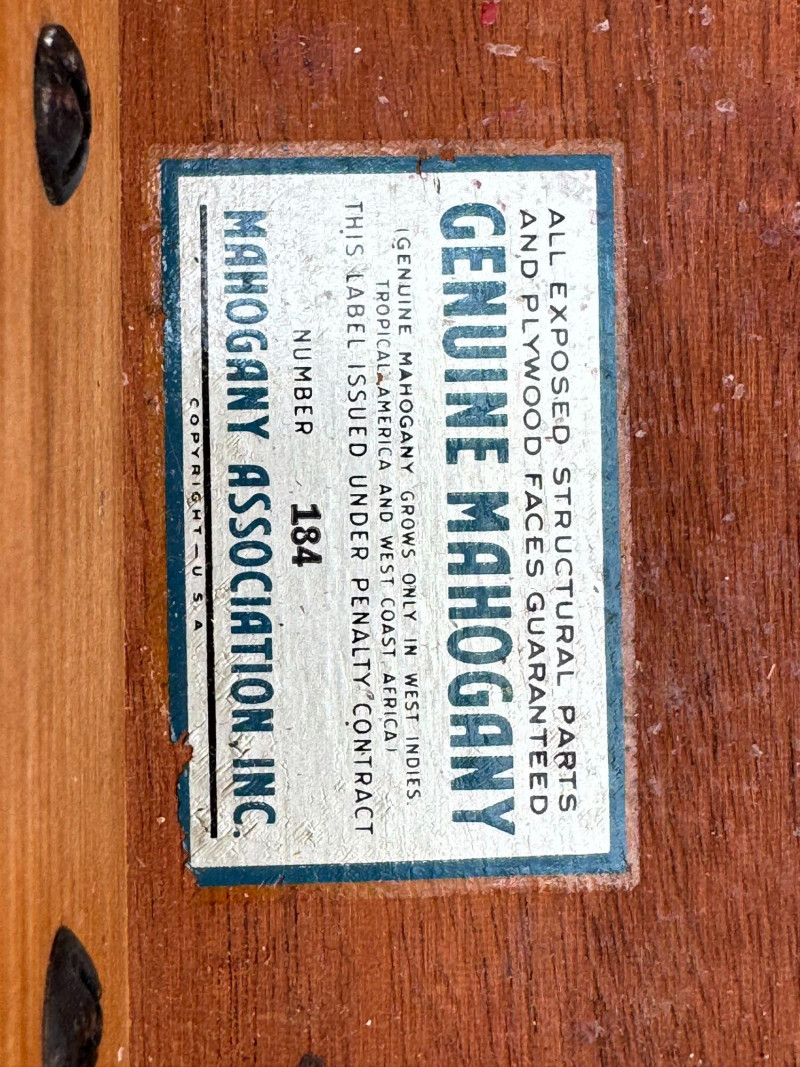 ALL EXPOSED STRUCTURAL PARTS
AND PLYWOOD FACES GUARANTEED
GENUINE MAHOGANY
(GENUINE MAHOGANY GROWS ONLY IN WEST INDIES,
TROPICAL AMERICA AND WEST COAST AFRICA)
THIS LABEL ISSUED UNDER PENALTY CONTRACT
NUMBER 184
MAHOGANY ASSOCIATION, INC.
COPYRIGHT — U S A